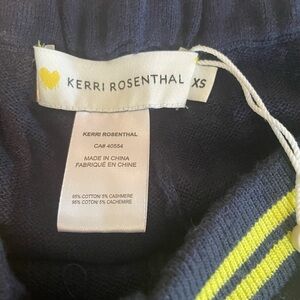 KERRI ROSENTHAL
XS
KERRI ROSENTHAL
CA# 40554
MADE IN CHINA
FABRIQUÉ EN CHINE
95% COTTON/ 5% CASHMERE
95% COTON/ 5% CACHEMIRE